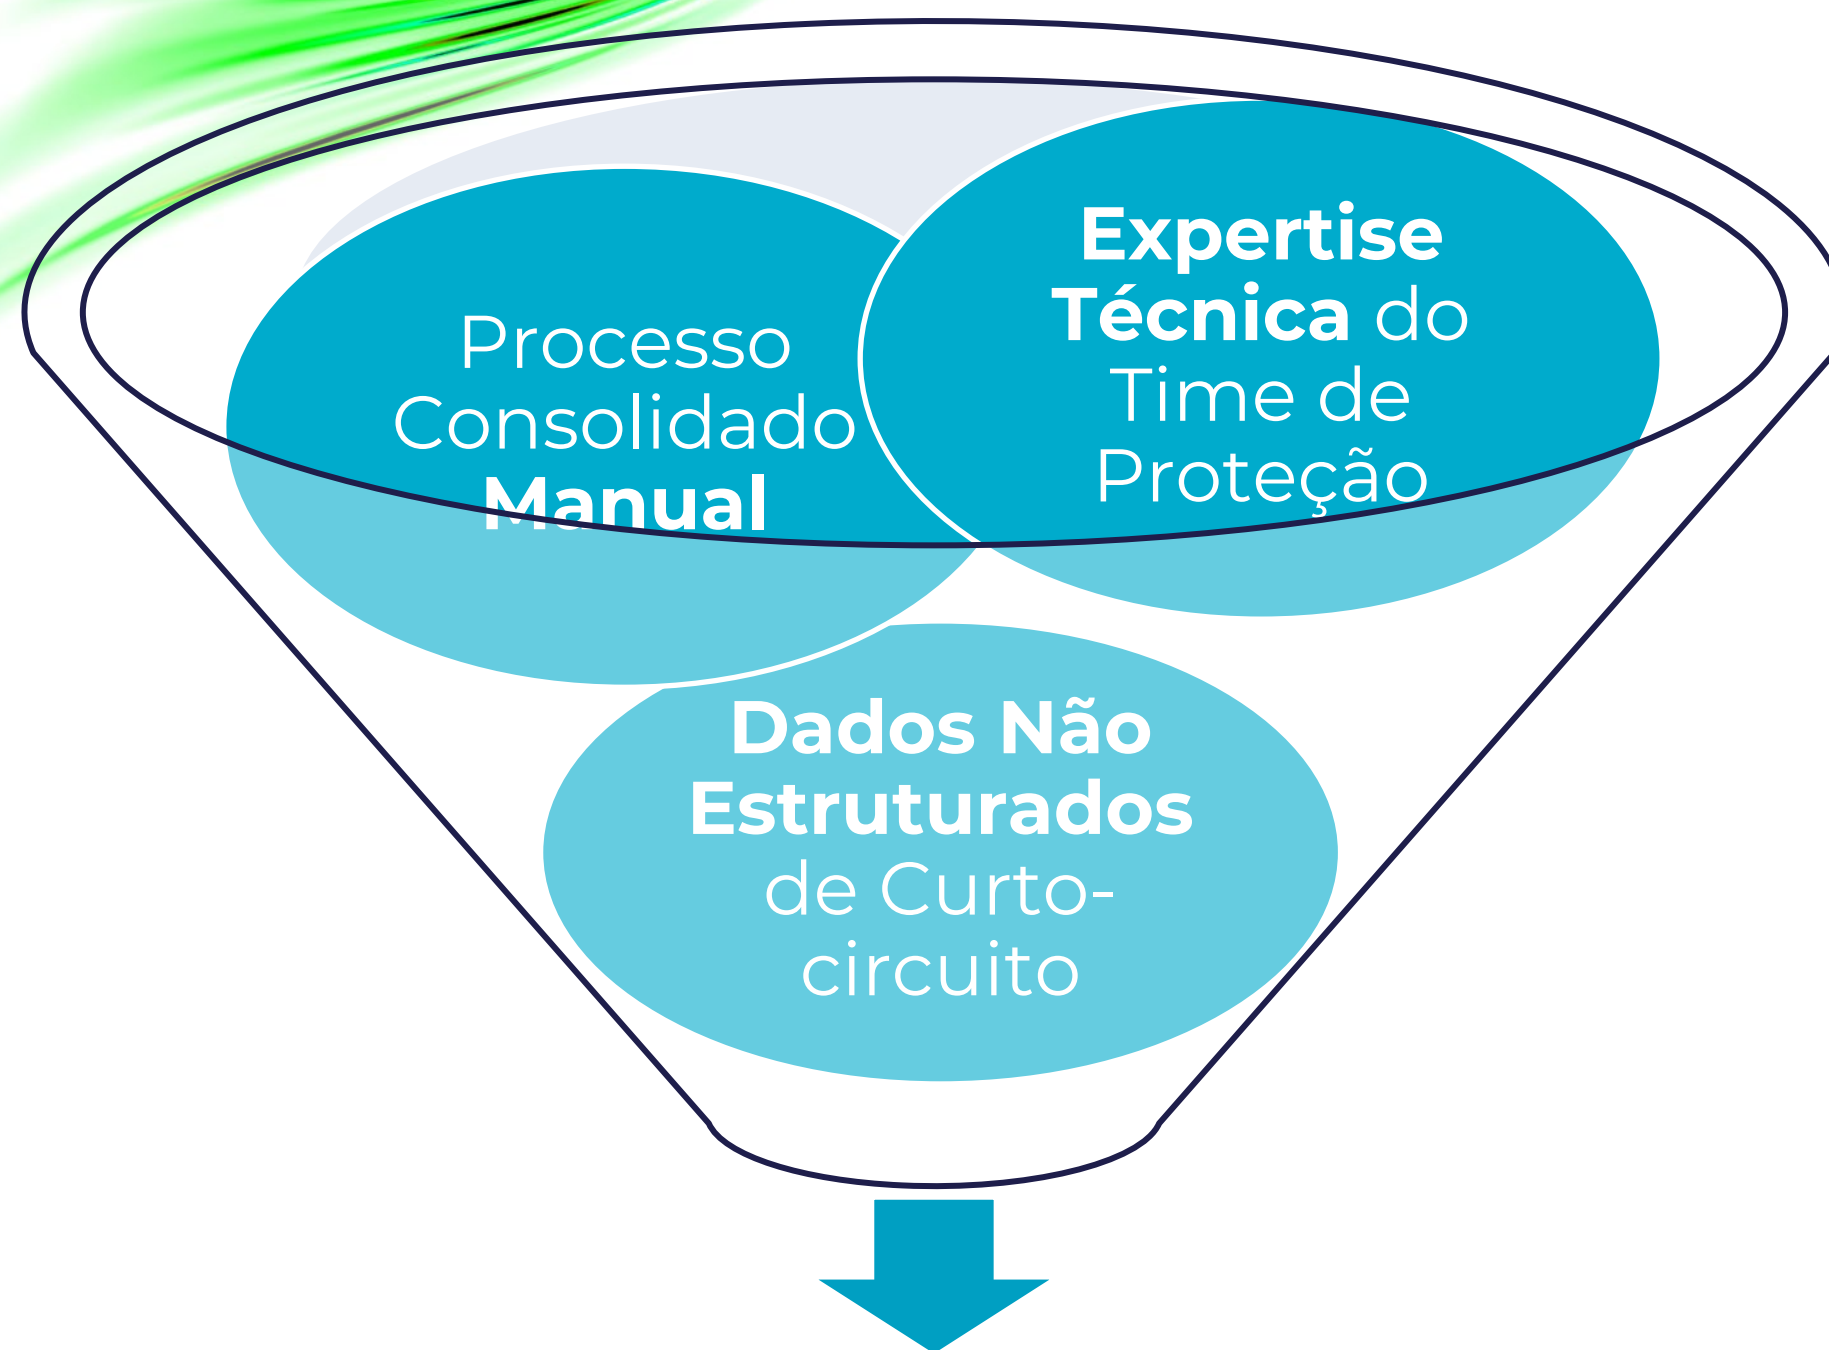 Processo
Consolidado
Manual
Expertise
Técnica do
Time de
Proteção
Dados Não
Estruturados
de Curto-
circuito